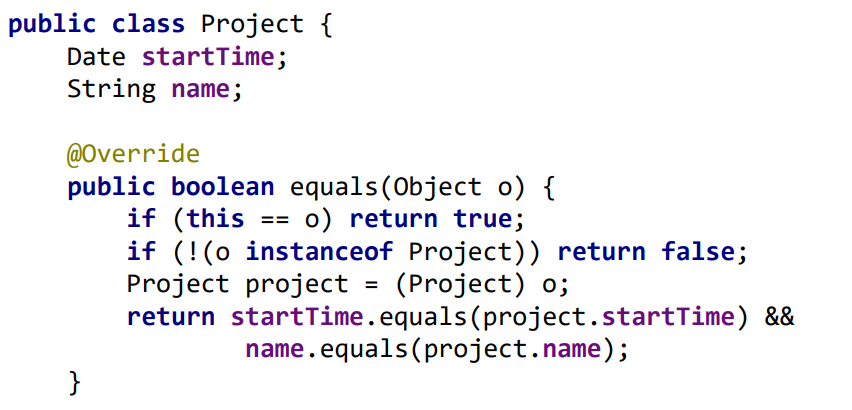 public class Project {
    Date startTime;
    String name;

    @Override
    public boolean equals(Object o) {
        if (this == o) return true;
        if (!(o instanceof Project)) return false;
        Project project = (Project) o;
        return startTime.equals(project.startTime) &&
                name.equals(project.name);
    }